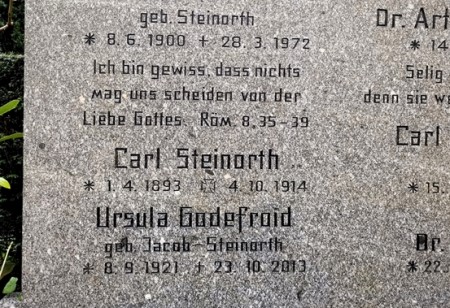 geb. Steinorth
* 8. 6. 1900 + 28. 3. 1972
Ich bin gewiss, dass nichts
mag uns scheiden von der
Liebe Gottes. Röm. 8, 35-39
Carl Steinorth
* 1. 4. 1893 4. 10. 1914
Ursula Godefroid
geb. Jacob-Steinorth
* 8. 9. 1921 + 23. 10. 2013
Dr. Art
* 14
Selig
denn sie we
Carl
* 15.
Dr.
* 22.